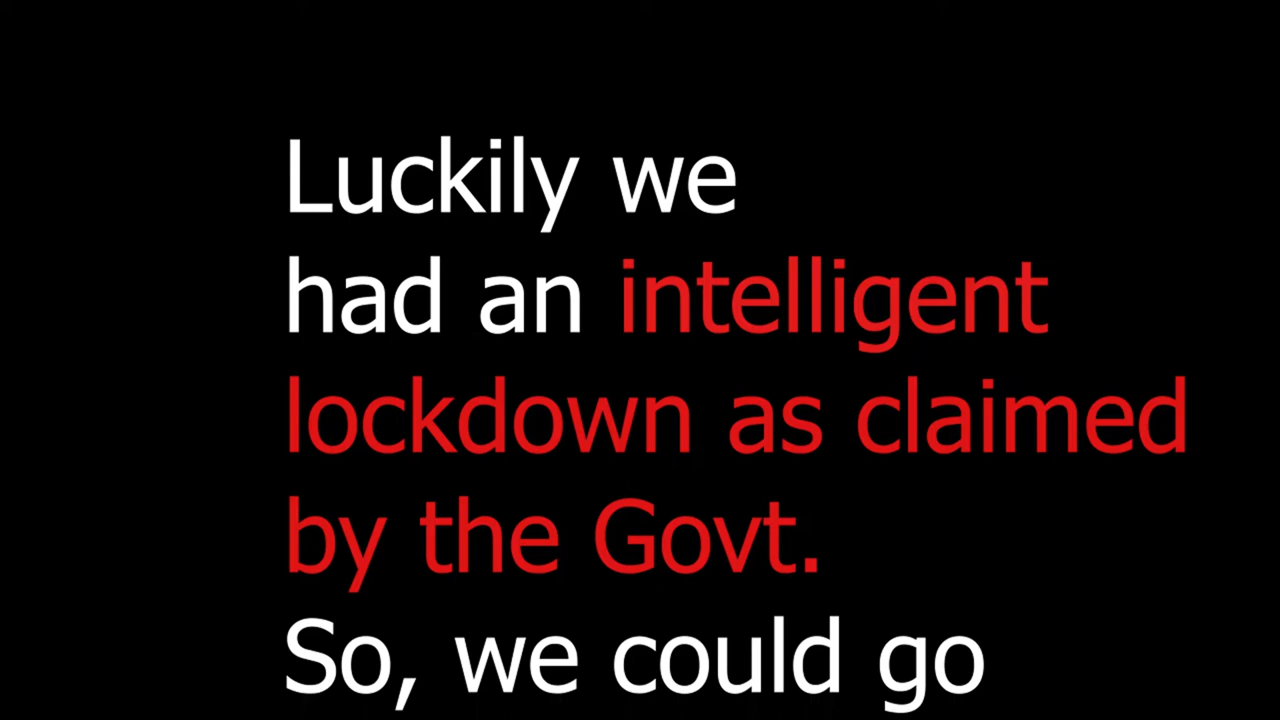 Luckily we
had an intelligent
lockdown as claimed
by the Govt.
So, we could go